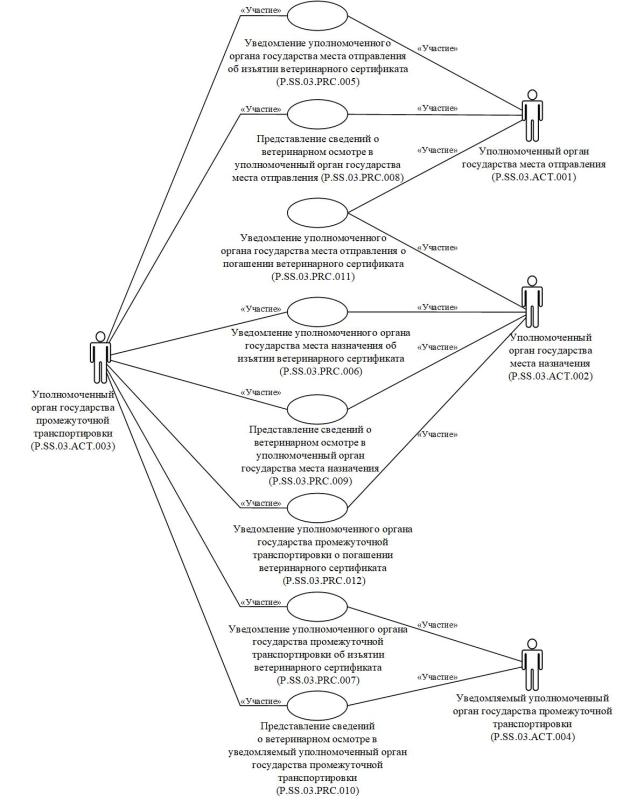 «Участие»
«Участие»
Уведомление уполномоченного
органа государства места отправления
об изъятии ветеринарного сертификата
(P.SS.03.PRC.005)
«Участие»
«Участие»
Представление сведений о
ветеринарном осмотре в
уполномоченный орган государства
места отправления (P.SS.03.PRC.008)
«Участие»
Уполномоченный орган
государства места отправления
(P.SS.03.ACT.001)
Уведомление уполномоченного
органа государства места отправления о
погашении ветеринарного сертификата
(P.SS.03.PRC.011)
«Участие»
«Участие»
«Участие»
Уведомление уполномоченного органа
государства места назначения об
изъятии ветеринарного сертификата
(P.SS.03.PRC.006)
«Участие»
Уполномоченный
орган государства
места назначения
(P.SS.03.ACT.002)
Уполномоченный
орган государства
промежуточной
транспортировки
(P.SS.03.ACT.003)
«Участие»
Представление сведений о
ветеринарном осмотре в
уполномоченный орган
государства места назначения
(P.SS.03.PRC.009)
«Участие»
«Участие»
Уведомление уполномоченного органа
государства промежуточной
транспортировки о погашении
ветеринарного сертификата
(P.SS.03.PRC.012)
«Участие»
«Участие»
Уведомление уполномоченного органа
государства промежуточной
транспортировки об изъятии
ветеринарного сертификата
(P.SS.03.PRC.007)
«Участие»
Уведомляемый уполномоченный
орган государства промежуточной
транспортировки
(P.SS.03.ACT.004)
«Участие»
Представление сведений
о ветеринарном осмотре в
уведомляемый уполномоченный орган
государства промежуточной
транспортировки
(P.SS.03.PRC.010)